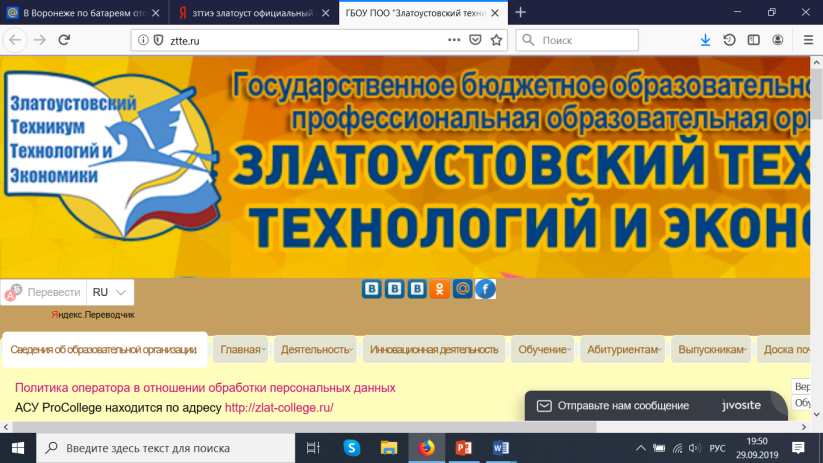 В Воронеже по батареям ото
зттиэ златоуст официальный
ГБОУ ПОО "Златоустовский техни
ztte.ru
Поиск
Златоустовский
Техникум
Технологий и
Экономики
Государственное бюджетное образовательно
профессиональная образовательная орг
ЗЛАТОУСТОВСКИЙ ТЕХ
ТЕХНОЛОГИЙ И ЭКОН
Перевести RU
Яндекс.Переводчик
Сведения об образовательной организации. Главная Деятельность Инновационная деятельность Обучение Абитуриентам Выпускникам Доска поч
Политика оператора в отношении обработки персональных данных
Вер
АСУ ProCollege находится по адресу http://zlat-college.ru/
Обу
Отправьте нам сообщение jivosite
Введите здесь текст для поиска
РУС
19:50
29.09.2019